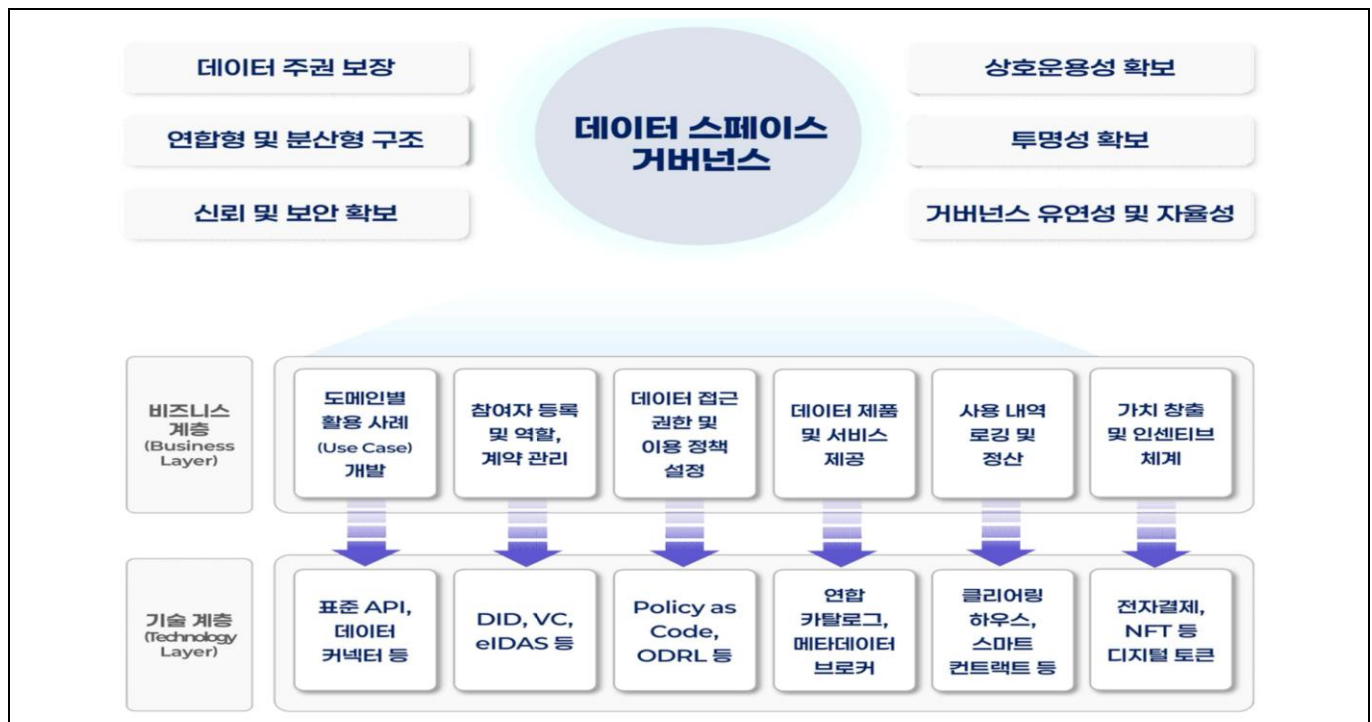 데이터 주권 보장
연합형 및 분산형 구조
신뢰 및 보안 확보
데이터 스페이스
거버넌스
상호운용성 확보
투명성 확보
거버넌스 유연성 및 자율성
비즈니스
계층
(Business
Layer)
도메인별
활용 사례
(Use Case)
개발
참여자 등록
및 역할,
계약 관리
데이터 접근
권한 및
이용 정책
설정
데이터 제품
및 서비스
제공
사용 내역
로깅 및
정산
가치 창출
및 인센티브
체계
기술 계층
(Technology
Layer)
표준 API,
데이터
커넥터 등
DID, VC,
eIDAS 등
Policy as
Code,
ODRL 등
연합
카탈로그,
메타데이터
브로커
클리어링
하우스,
스마트
컨트랙트 등
전자결제,
NFT 등
디지털 토큰